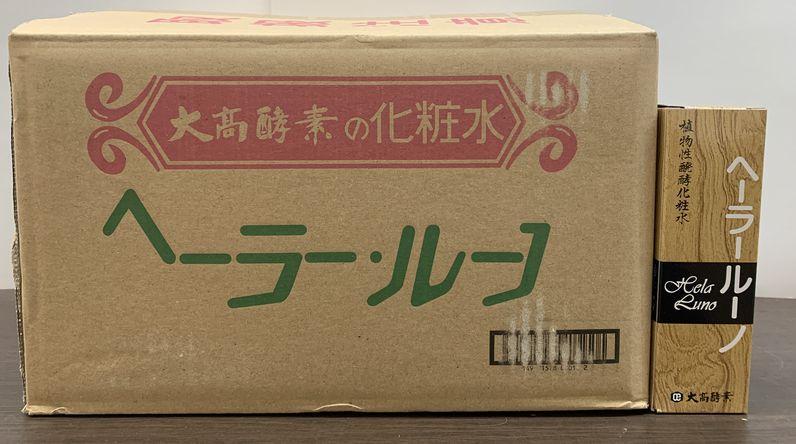 大高酵素の化粧水
ヘーラー・ルーノ
植物性醗酵化粧水
ヘーラールーノ
Hela
Luno
大高酵素